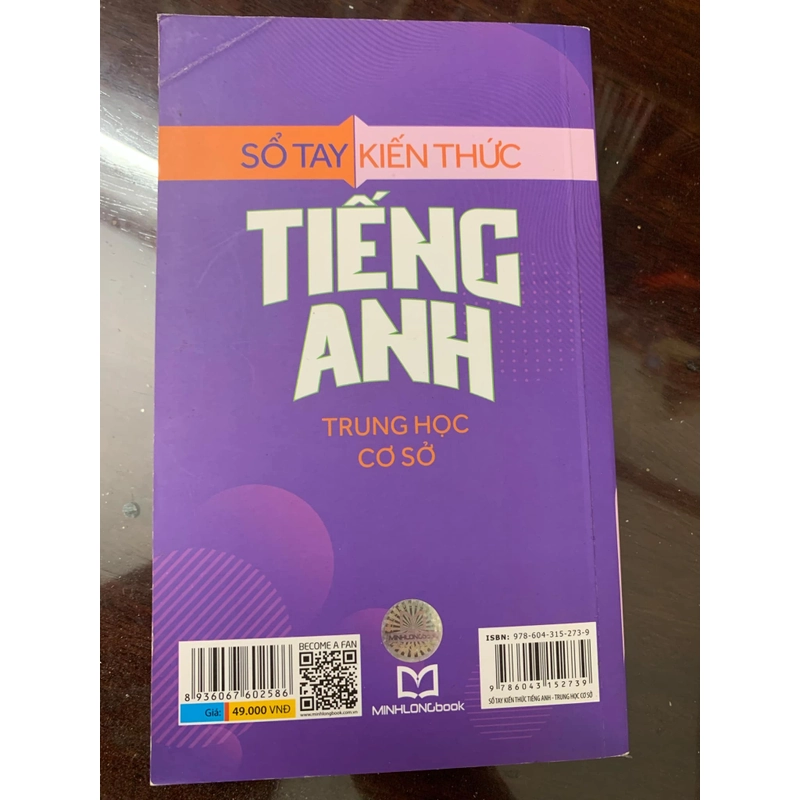 SỔ TAY KIẾN THỨC
TIẾNG
ANH
TRUNG HỌC
CƠ SỞ
8 936067 602586
Giá: 49.000 VNĐ
BECOME A FAN
www.minhlongbook.com.vn
MINHLONGbook
MINHLONGbook
ISBN: 978-604-315-273-9
9 786043 152739
SỔ TAY KIẾN THỨC TIẾNG ANH - TRUNG HỌC CƠ SỞ